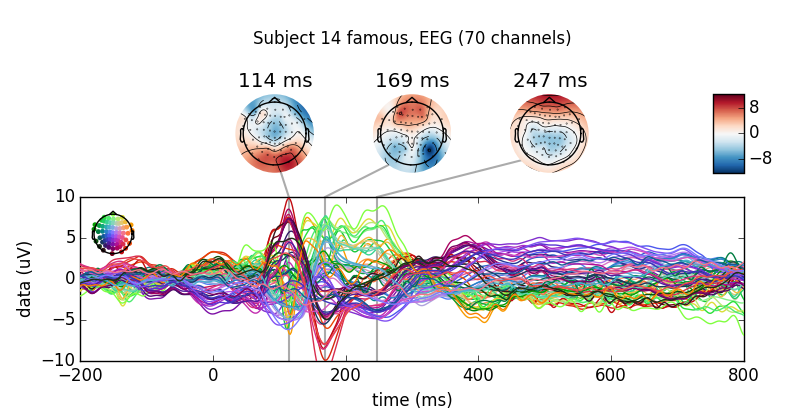 Subject 14 famous, EEG (70 channels)
114 ms 169 ms 247 ms
8
0
−8
10
5
0
−5
−10
data (uV)
−200 0 200 400 600 800
time (ms)